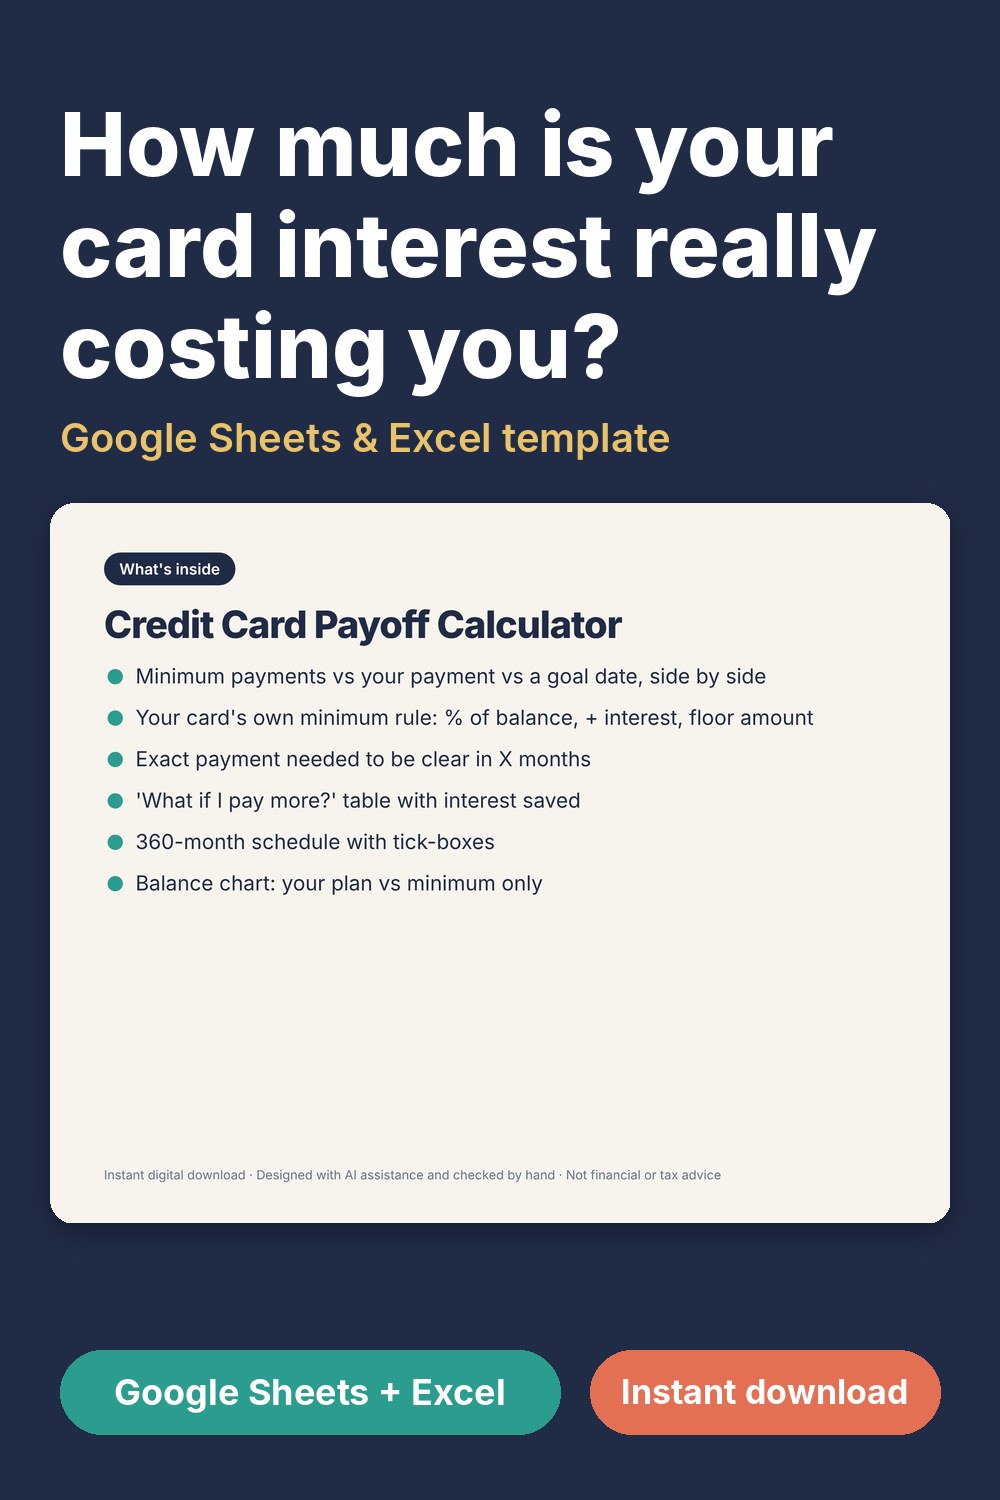 How much is your
card interest really
costing you?
Google Sheets & Excel template
What's inside
Credit Card Payoff Calculator
Minimum payments vs your payment vs a goal date, side by side
Your card's own minimum rule: % of balance, + interest, floor amount
Exact payment needed to be clear in X months
'What if I pay more?' table with interest saved
360-month schedule with tick-boxes
Balance chart: your plan vs minimum only
Instant digital download · Designed with AI assistance and checked by hand · Not financial or tax advice
Google Sheets + Excel
Instant download